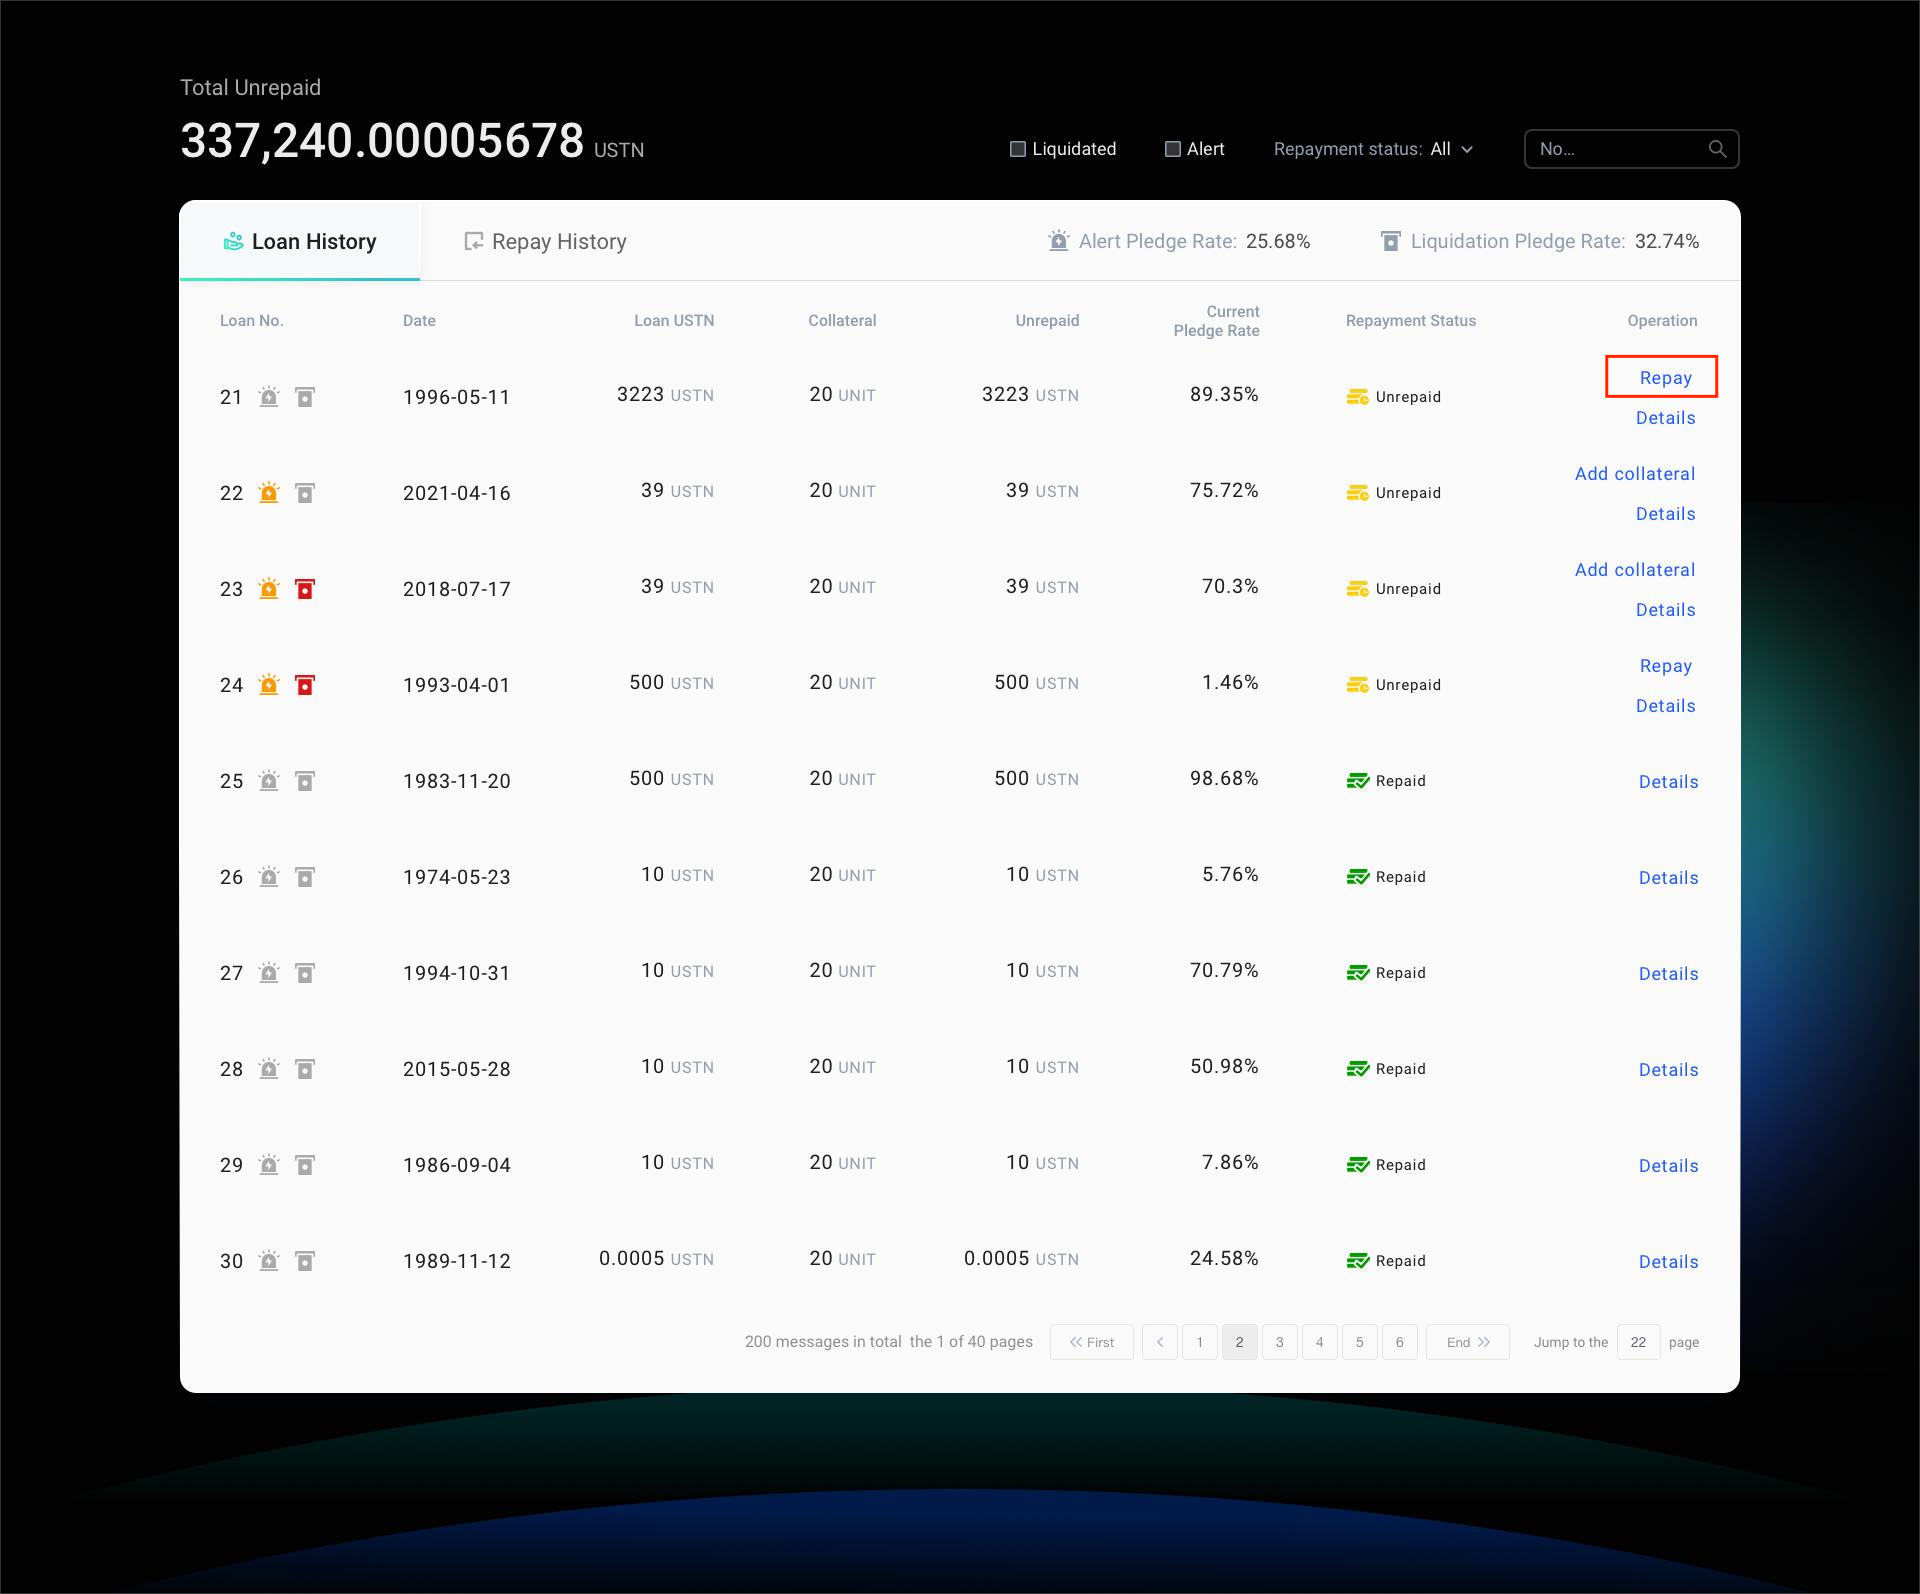 Total Unrepaid
337,240.00005678 USTN
Liquidated Alert Repayment status: All No...
Loan History Repay History Alert Pledge Rate: 25.68% Liquidation Pledge Rate: 32.74%
Loan No. Date Loan USTN Collateral Unrepaid Current Pledge Rate Repayment Status Operation
21 1996-05-11 3223 USTN 20 UNIT 3223 USTN 89.35% Unrepaid Repay
Details
22 2021-04-16 39 USTN 20 UNIT 39 USTN 75.72% Unrepaid Add collateral
Details
23 2018-07-17 39 USTN 20 UNIT 39 USTN 70.3% Unrepaid Add collateral
Details
24 1993-04-01 500 USTN 20 UNIT 500 USTN 1.46% Unrepaid Repay
Details
25 1983-11-20 500 USTN 20 UNIT 500 USTN 98.68% Repaid Details
26 1974-05-23 10 USTN 20 UNIT 10 USTN 5.76% Repaid Details
27 1994-10-31 10 USTN 20 UNIT 10 USTN 70.79% Repaid Details
28 2015-05-28 10 USTN 20 UNIT 10 USTN 50.98% Repaid Details
29 1986-09-04 10 USTN 20 UNIT 10 USTN 7.86% Repaid Details
30 1989-11-12 0.0005 USTN 20 UNIT 0.0005 USTN 24.58% Repaid Details
200 messages in total the 1 of 40 pages First 1 2 3 4 5 6 End Jump to the 22 page